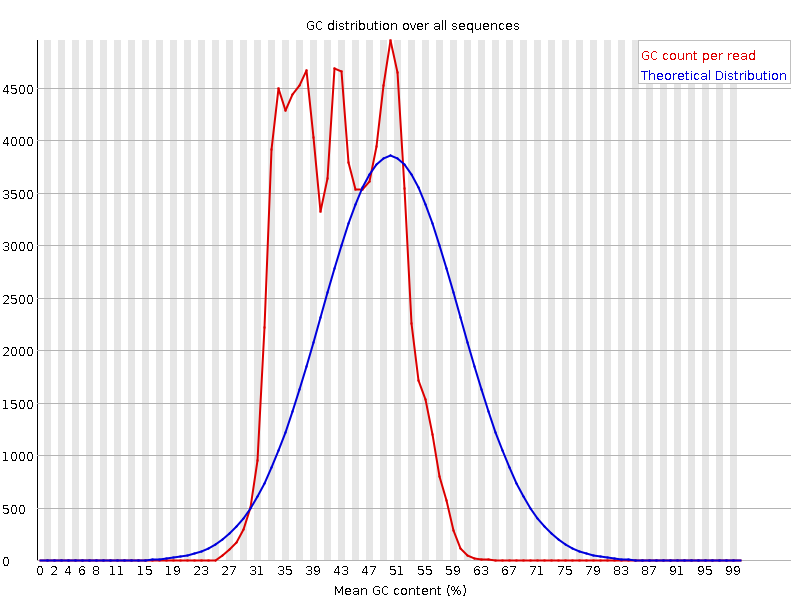 GC distribution over all sequences
GC count per read
Theoretical Distribution
4500
4000
3500
3000
2500
2000
1500
1000
500
0
0 2 4 6 8 11 15 19 23 27 31 35 39 43 47 51 55 59 63 67 71 75 79 83 87 91 95 99
Mean GC content (%)